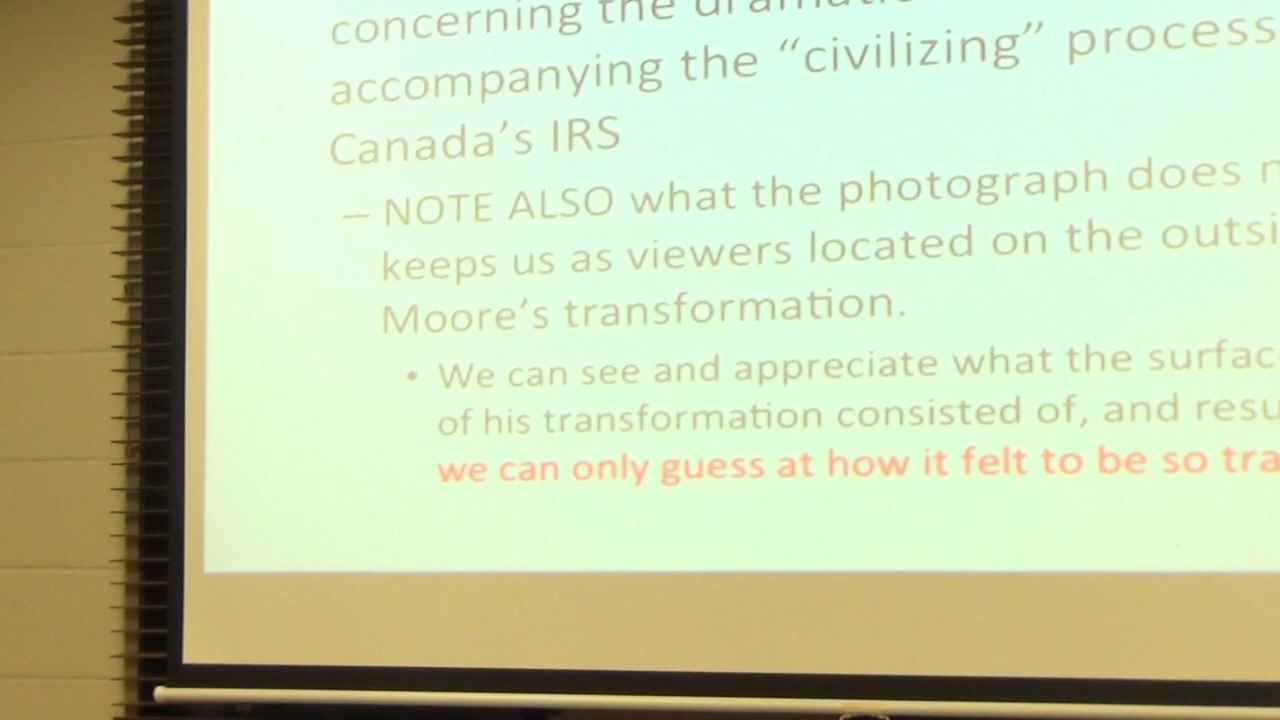 concerning the
accompanying the “civilizing” process
Canada’s IRS
– NOTE ALSO what the photograph does
keeps us as viewers located on the
Moore’s transformation.
• We can see and appreciate what the
of his transformation consisted of, and
we can only guess at how it felt to be so